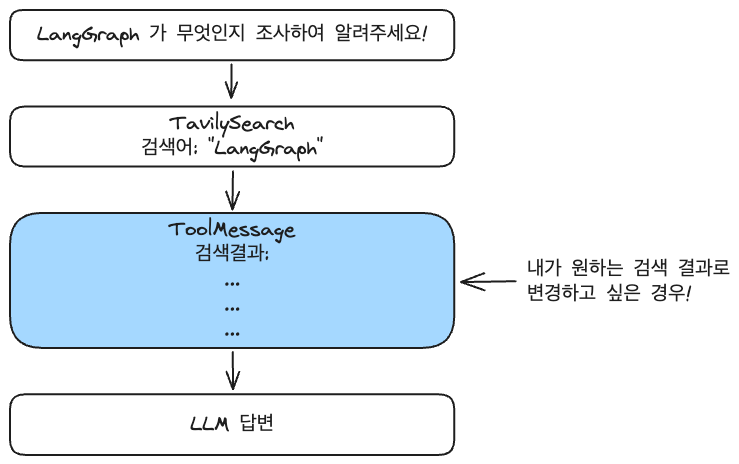 LangGraph 가 무엇인지 조사하여 알려주세요!
TavilySearch
검색어: "LangGraph"
ToolMessage
검색결과:
...
...
...
내가 원하는 검색 결과로
변경하고 싶은 경우!
LLM 답변